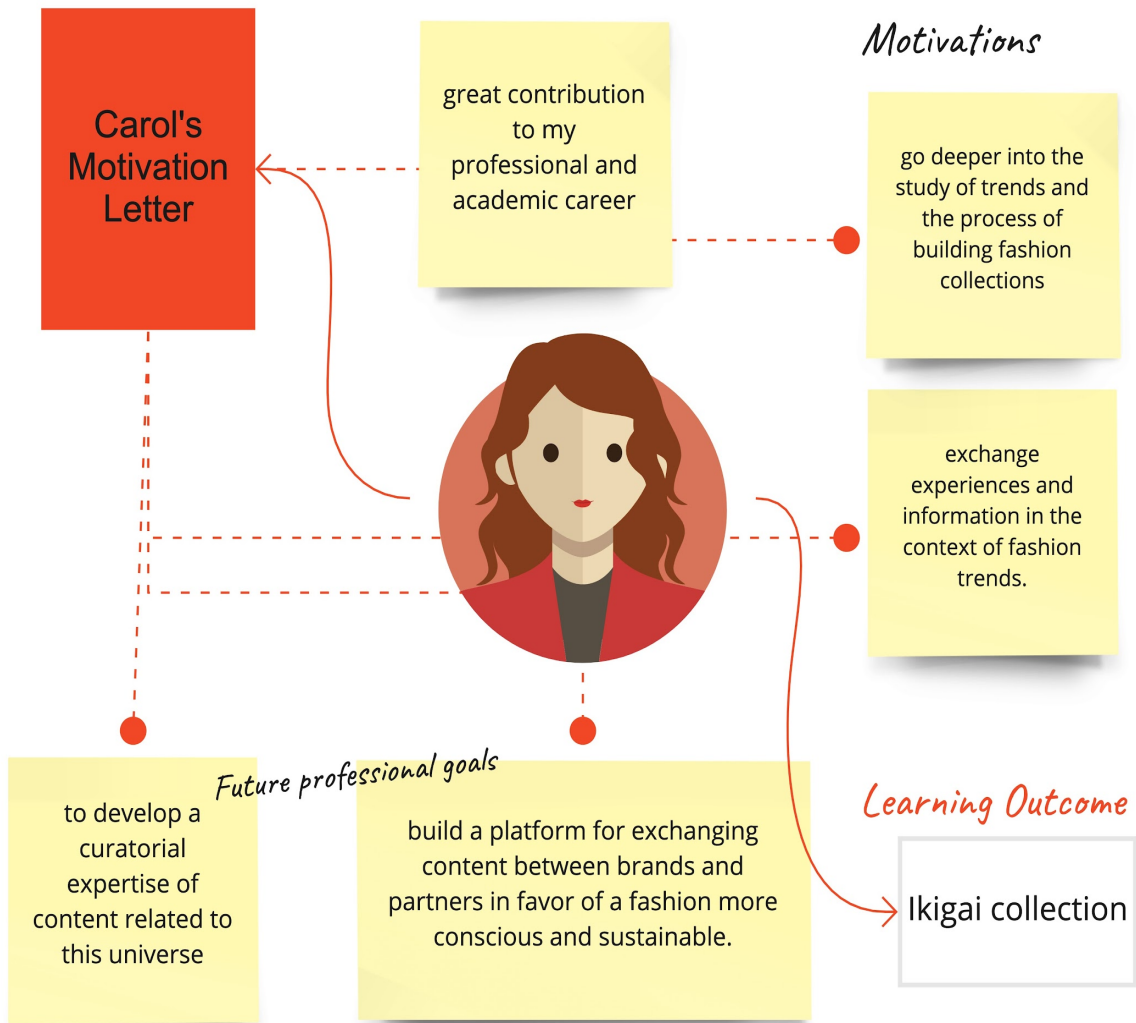 Carol's
Motivation
Letter
great contribution
to my
professional and
academic career
Motivations
go deeper into the
study of trends and
the process of
building fashion
collections
exchange
experiences and
information in the
context of fashion
trends.
Future professional goals
to develop a
curatorial
expertise of
content related to
this universe
build a platform for exchanging
content between brands and
partners in favor of a fashion more
conscious and sustainable.
Learning Outcome
Ikigai collection